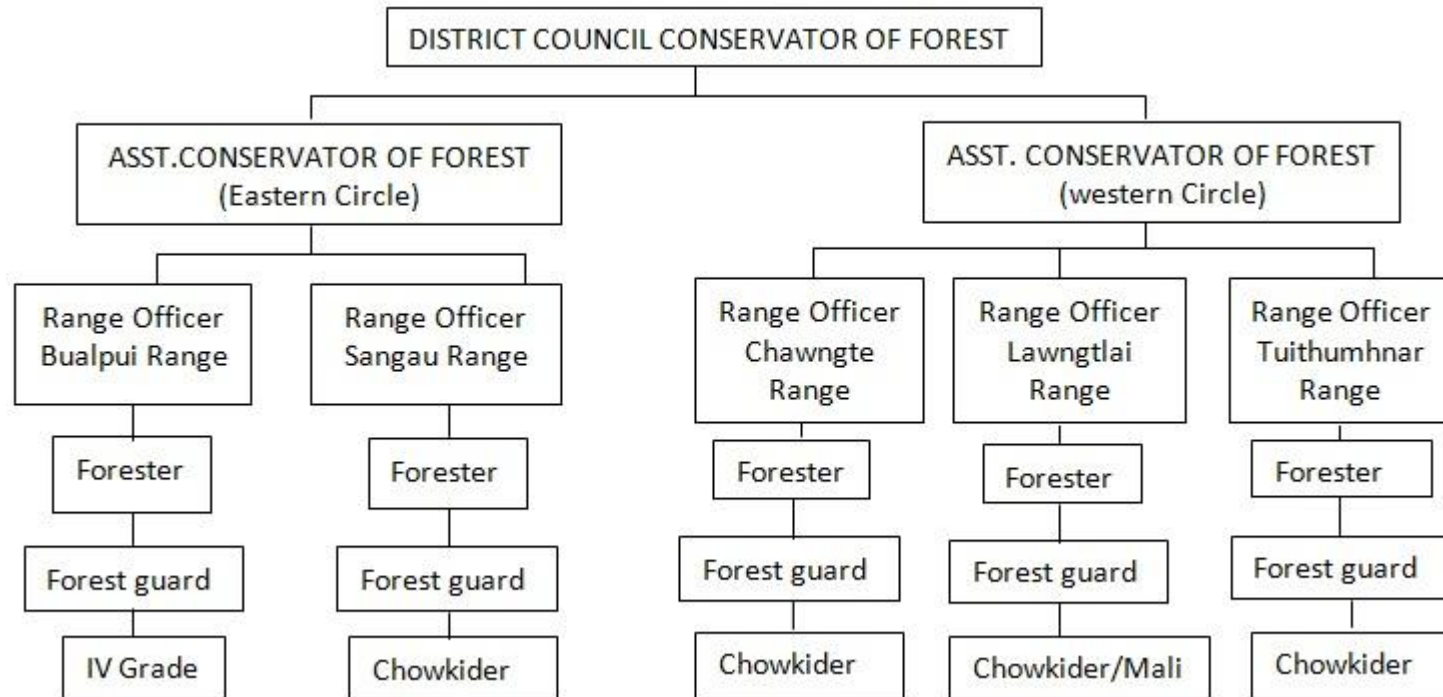 DISTRICT COUNCIL CONSERVATOR OF FOREST
ASST.CONSERVATOR OF FOREST
(Eastern Circle)
ASST. CONSERVATOR OF FOREST
(western Circle)
Range Officer
Bualpui Range
Range Officer
Sangau Range
Range Officer
Chawngte
Range
Range Officer
Lawngtlai
Range
Range Officer
Tuithumhnar
Range
Forester
Forester
Forester
Forester
Forester
Forest guard
Forest guard
Forest guard
Forest guard
Forest guard
IV Grade
Chowkider
Chowkider
Chowkider/Mali
Chowkider